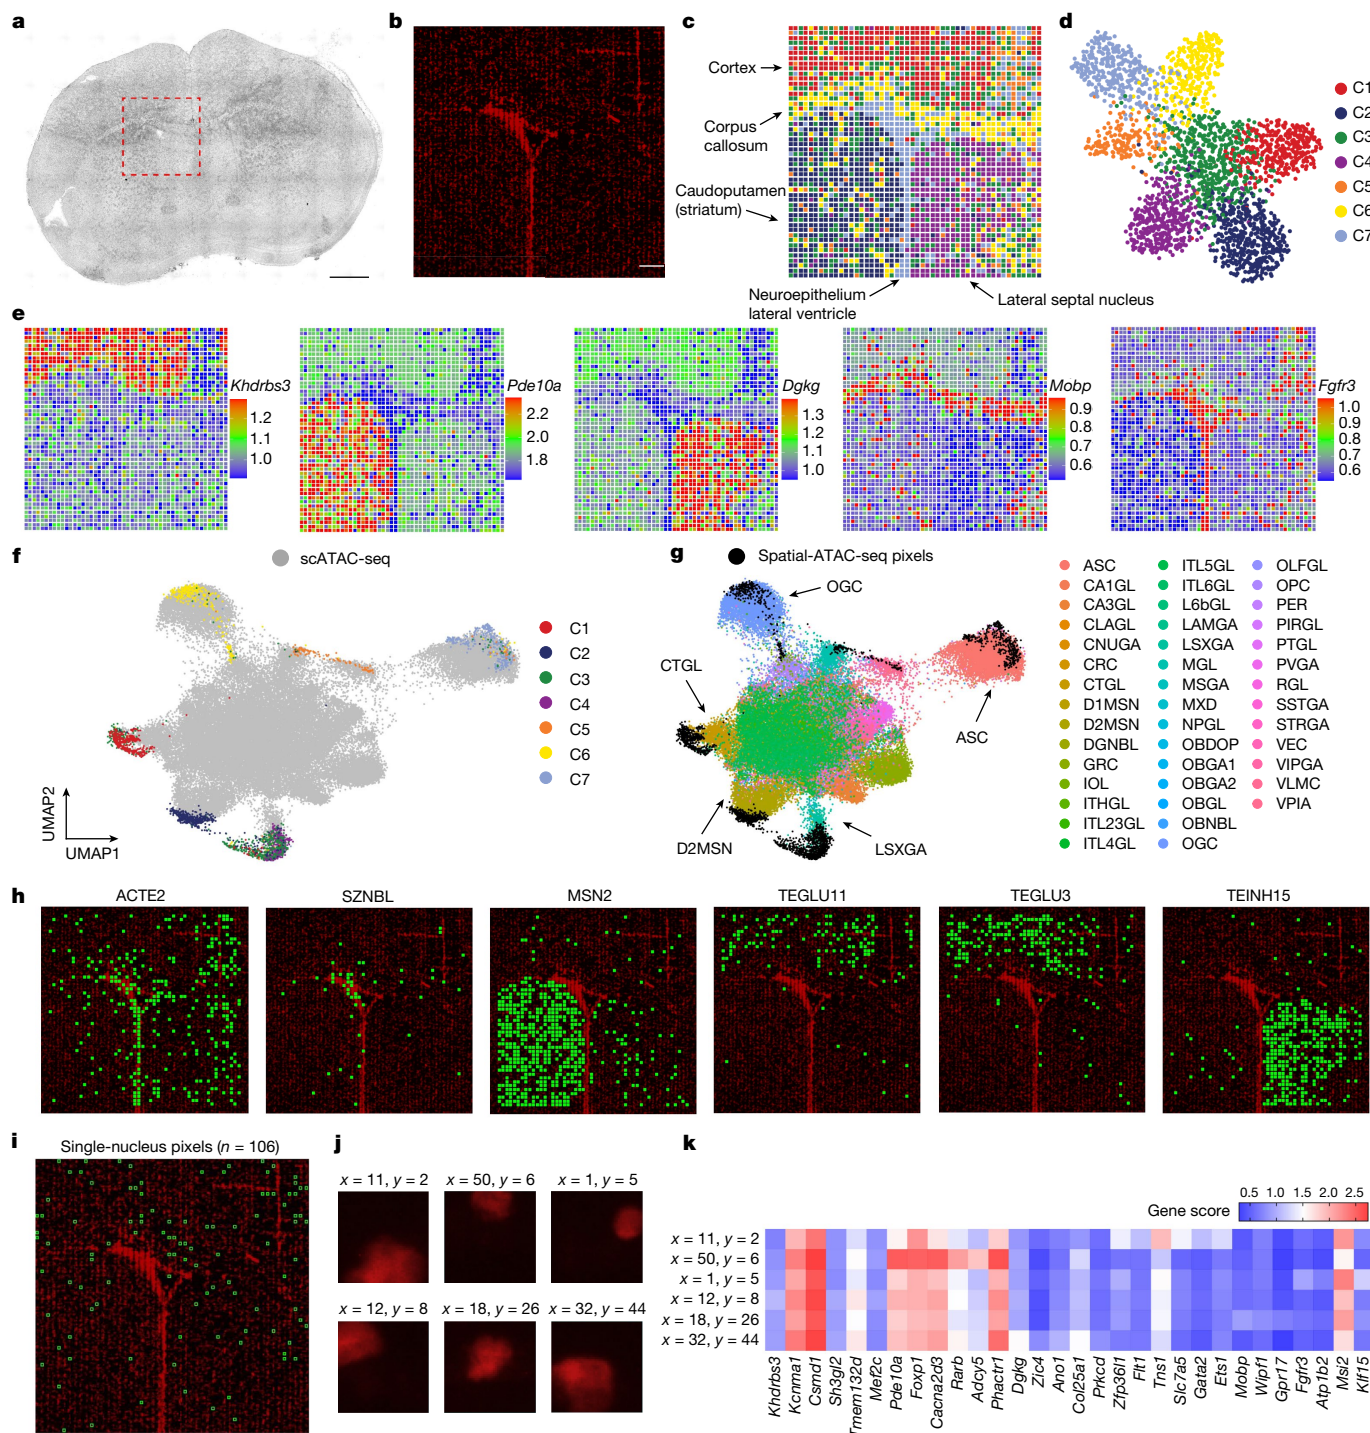 a
b
c
d
Cortex
Corpus
callosum
Caudoputamen
(striatum)
Neuroepithelium
lateral ventricle
Lateral septal nucleus
C1
C2
C3
C4
C5
C6
C7
e
Khdrbs3
1.2
1.1
1.0
Pde10a
2.2
2.0
1.8
Dgkg
1.3
1.2
1.1
1.0
Mobp
0.9
0.8
0.7
0.6
Fgfr3
1.0
0.9
0.8
0.7
0.6
f
scATAC-seq
C1
C2
C3
C4
C5
C6
C7
UMAP2
UMAP1
g
Spatial-ATAC-seq pixels
OGC
CTGL
ASC
D2MSN
LSXGA
ASC
CA1GL
CA3GL
CLAGL
CNUGA
CRC
CTGL
D1MSN
D2MSN
DGNBL
GRC
IOL
ITHGL
ITL23GL
ITL4GL
ITL5GL
ITL6GL
L6bGL
LAMGA
LSXGA
MGL
MSGA
MXD
NPGL
OBDOP
OBGA1
OBGA2
OBGL
OBNBL
OGC
OLFGL
OPC
PER
PIRGL
PTGL
PVGA
RGL
SSTGA
STRGA
VEC
VIPGA
VLMC
VPIA
h
ACTE2
SZNBL
MSN2
TEGLU11
TEGLU3
TEINH15
i
Single-nucleus pixels (n = 106)
j
x = 11, y = 2
x = 50, y = 6
x = 1, y = 5
x = 12, y = 8
x = 18, y = 26
x = 32, y = 44
k
Gene score
0.5 1.0 1.5 2.0 2.5
x = 11, y = 2
x = 50, y = 6
x = 1, y = 5
x = 12, y = 8
x = 18, y = 26
x = 32, y = 44
Khdrbs3
Kcnma1
Csmd1
Sh3gl2
Tmem132d
Mef2c
Pde10a
Foxp1
Cacna2d3
Rarb
Adcy5
Phactr1
Dgkg
Zic4
Ano1
Col25a1
Prkcd
Zfp36l1
Flt1
Tns1
Slc7a5
Gata2
Ets1
Mobp
Wipf1
Gpr17
Fgfr3
Atp1b2
Msi2
Klf15